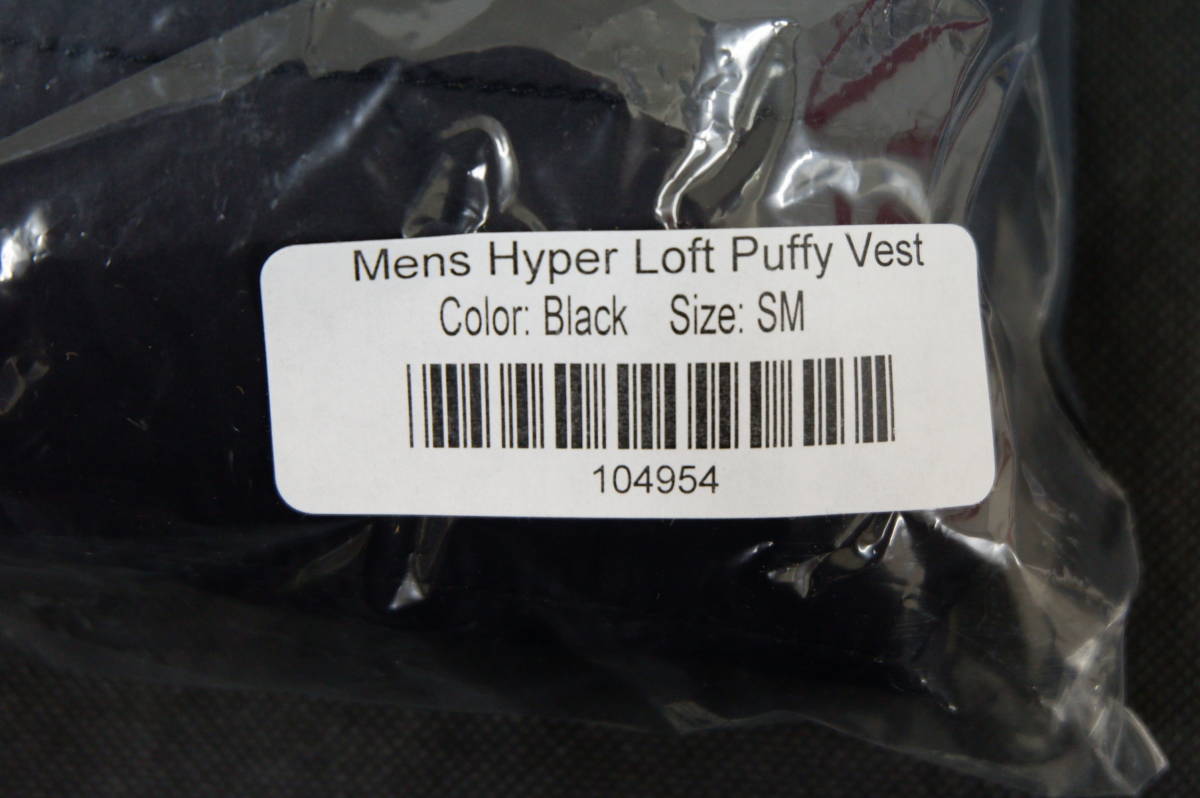 Mens Hyper Loft Puffy Vest
Color: Black Size: SM
104954